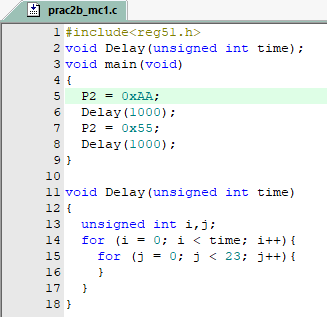 prac2b_mc1.c
1 #include<reg51.h>
2 void Delay(unsigned int time);
3 void main(void)
4 {
5 P2 = 0xAA;
6 Delay(1000);
7 P2 = 0x55;
8 Delay(1000);
9 }
10
11 void Delay(unsigned int time)
12 {
13 unsigned int i,j;
14 for (i = 0; i < time; i++){
15 for (j = 0; j < 23; j++){
16 }
17 }
18 }